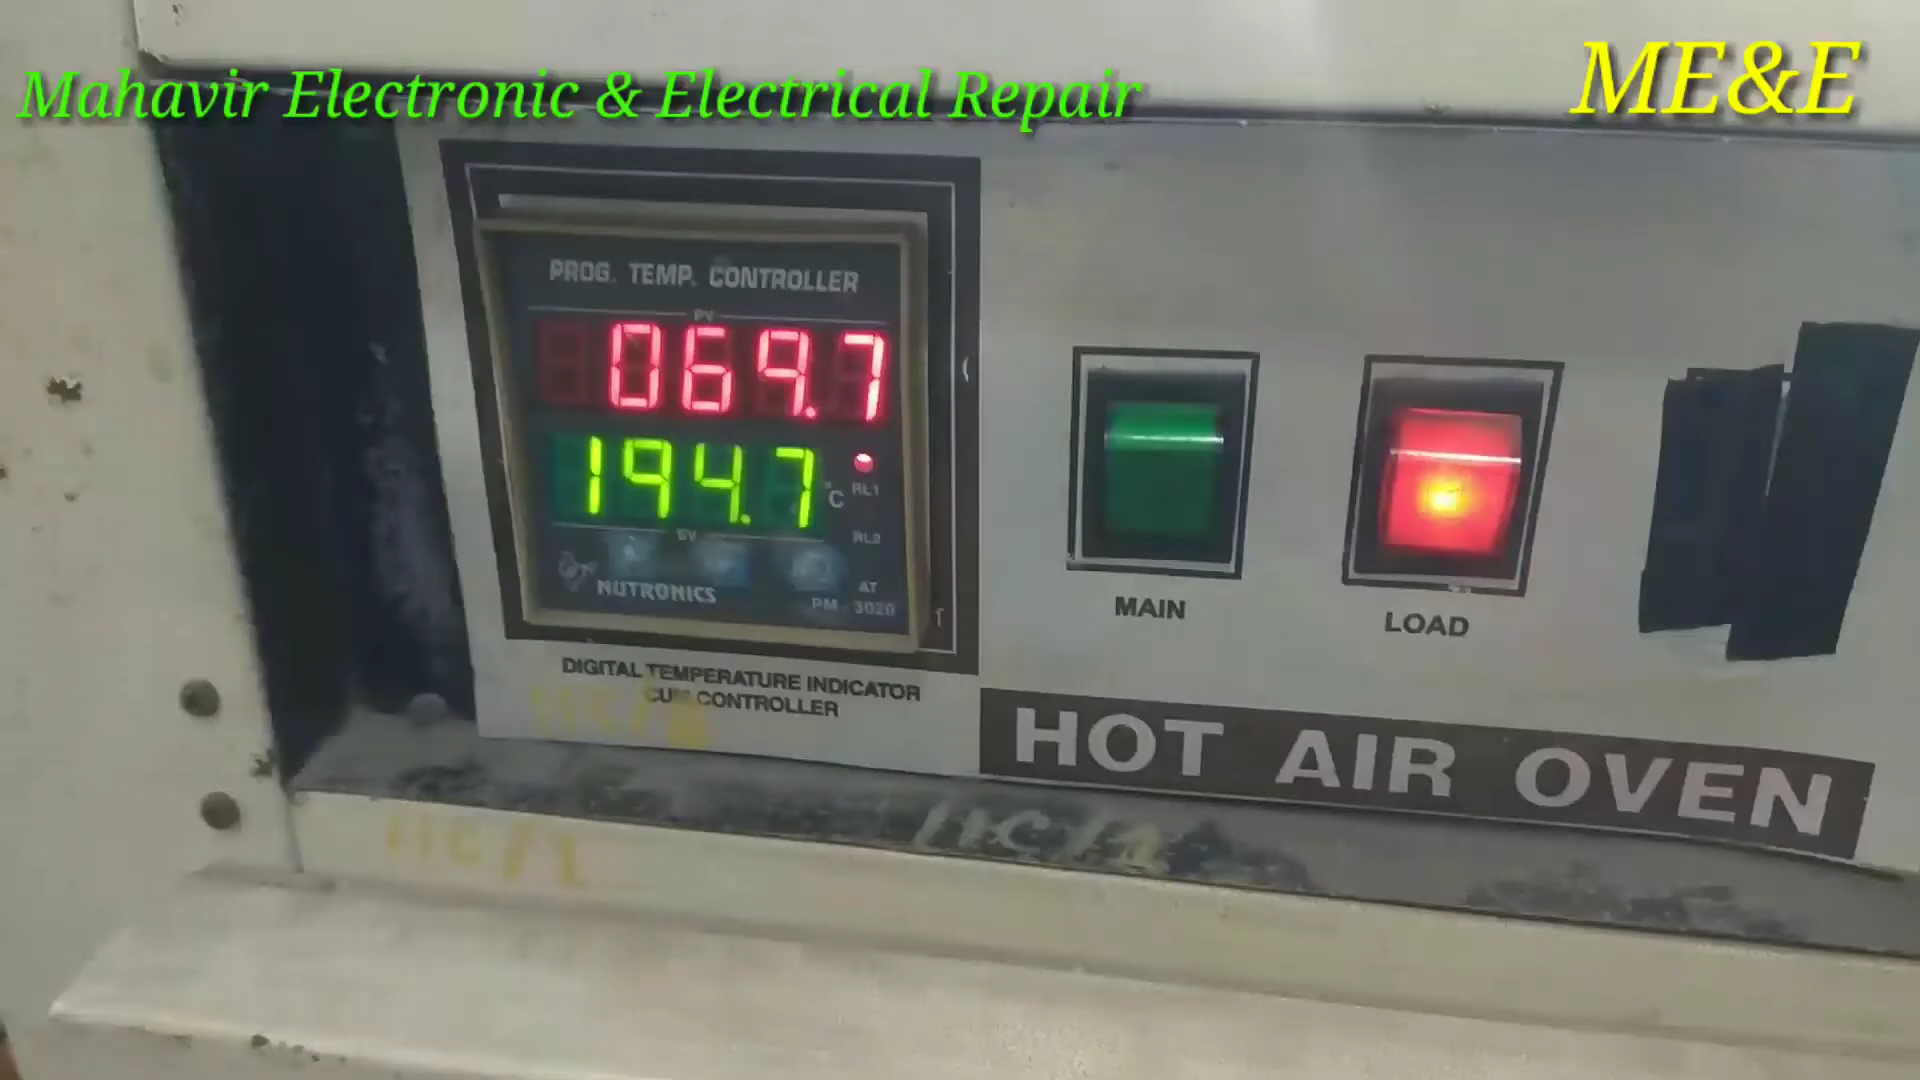 Mahavir Electronic & Electrical Repair
ME&E
PROG. TEMP. CONTROLLER
PV
069.7
194.7
°C
RL1
RL2
SV
AT
NUTRONICS
PM - 3020
DIGITAL TEMPERATURE INDICATOR
CUM CONTROLLER
MAIN
LOAD
HOT AIR OVEN